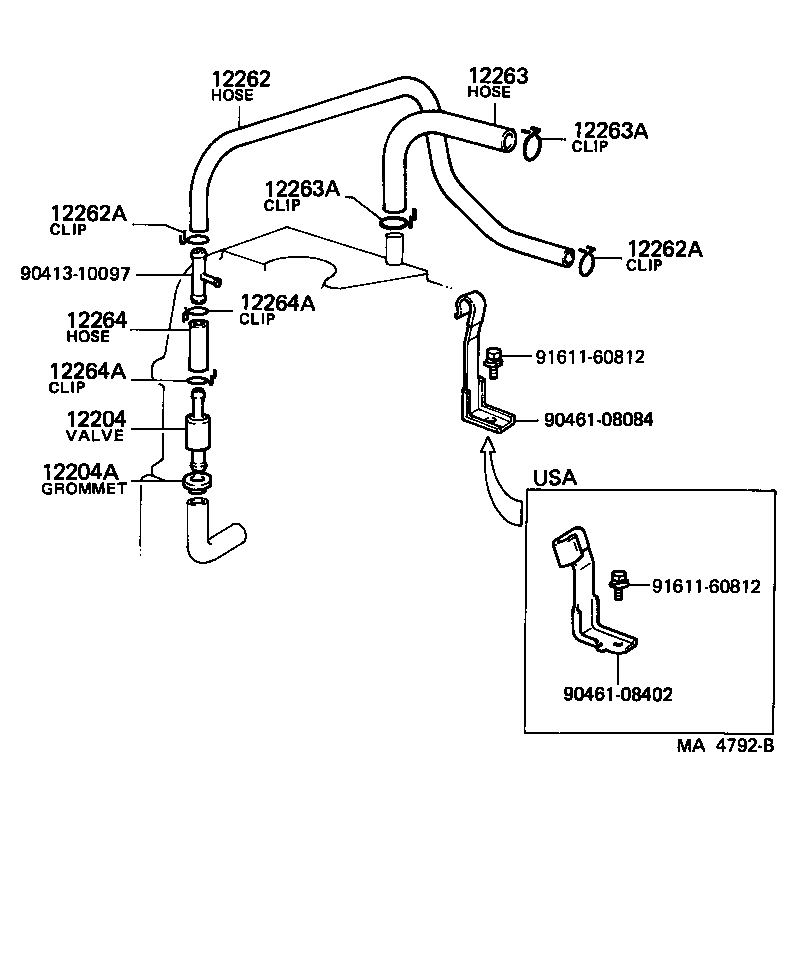 12262
HOSE
12263
HOSE
12263A
CLIP
12263A
CLIP
12262A
CLIP
12262A
CLIP
90413-10097
12264A
CLIP
12264
HOSE
91611-60812
12264A
CLIP
12204
VALVE
90461-08084
12204A
GROMMET
USA
91611-60812
90461-08402
MA 4792-B